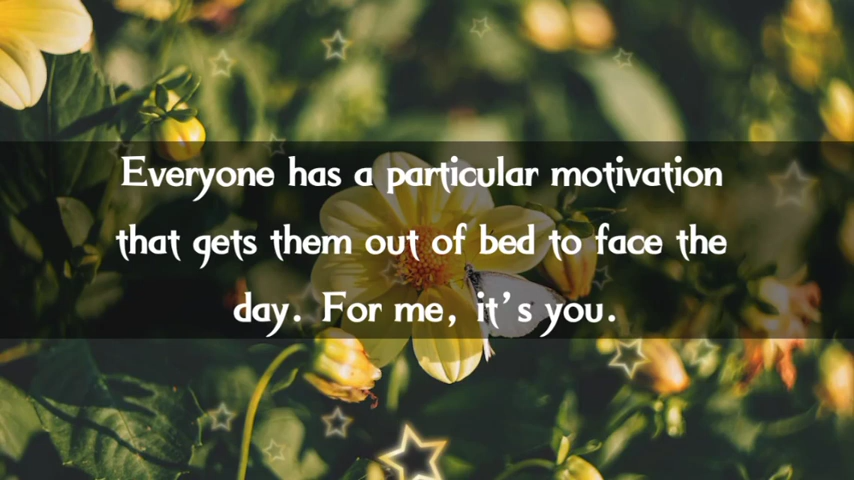 Everyone has a particular motivation
that gets them out of bed to face the
day. For me, it's you.